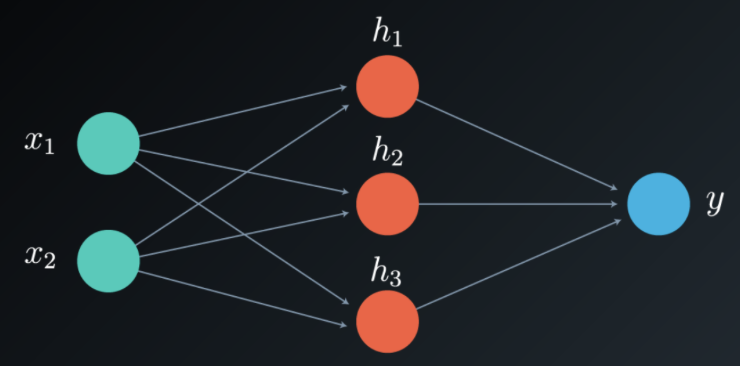 h₁
x₁
h₂
y
x₂
h₃